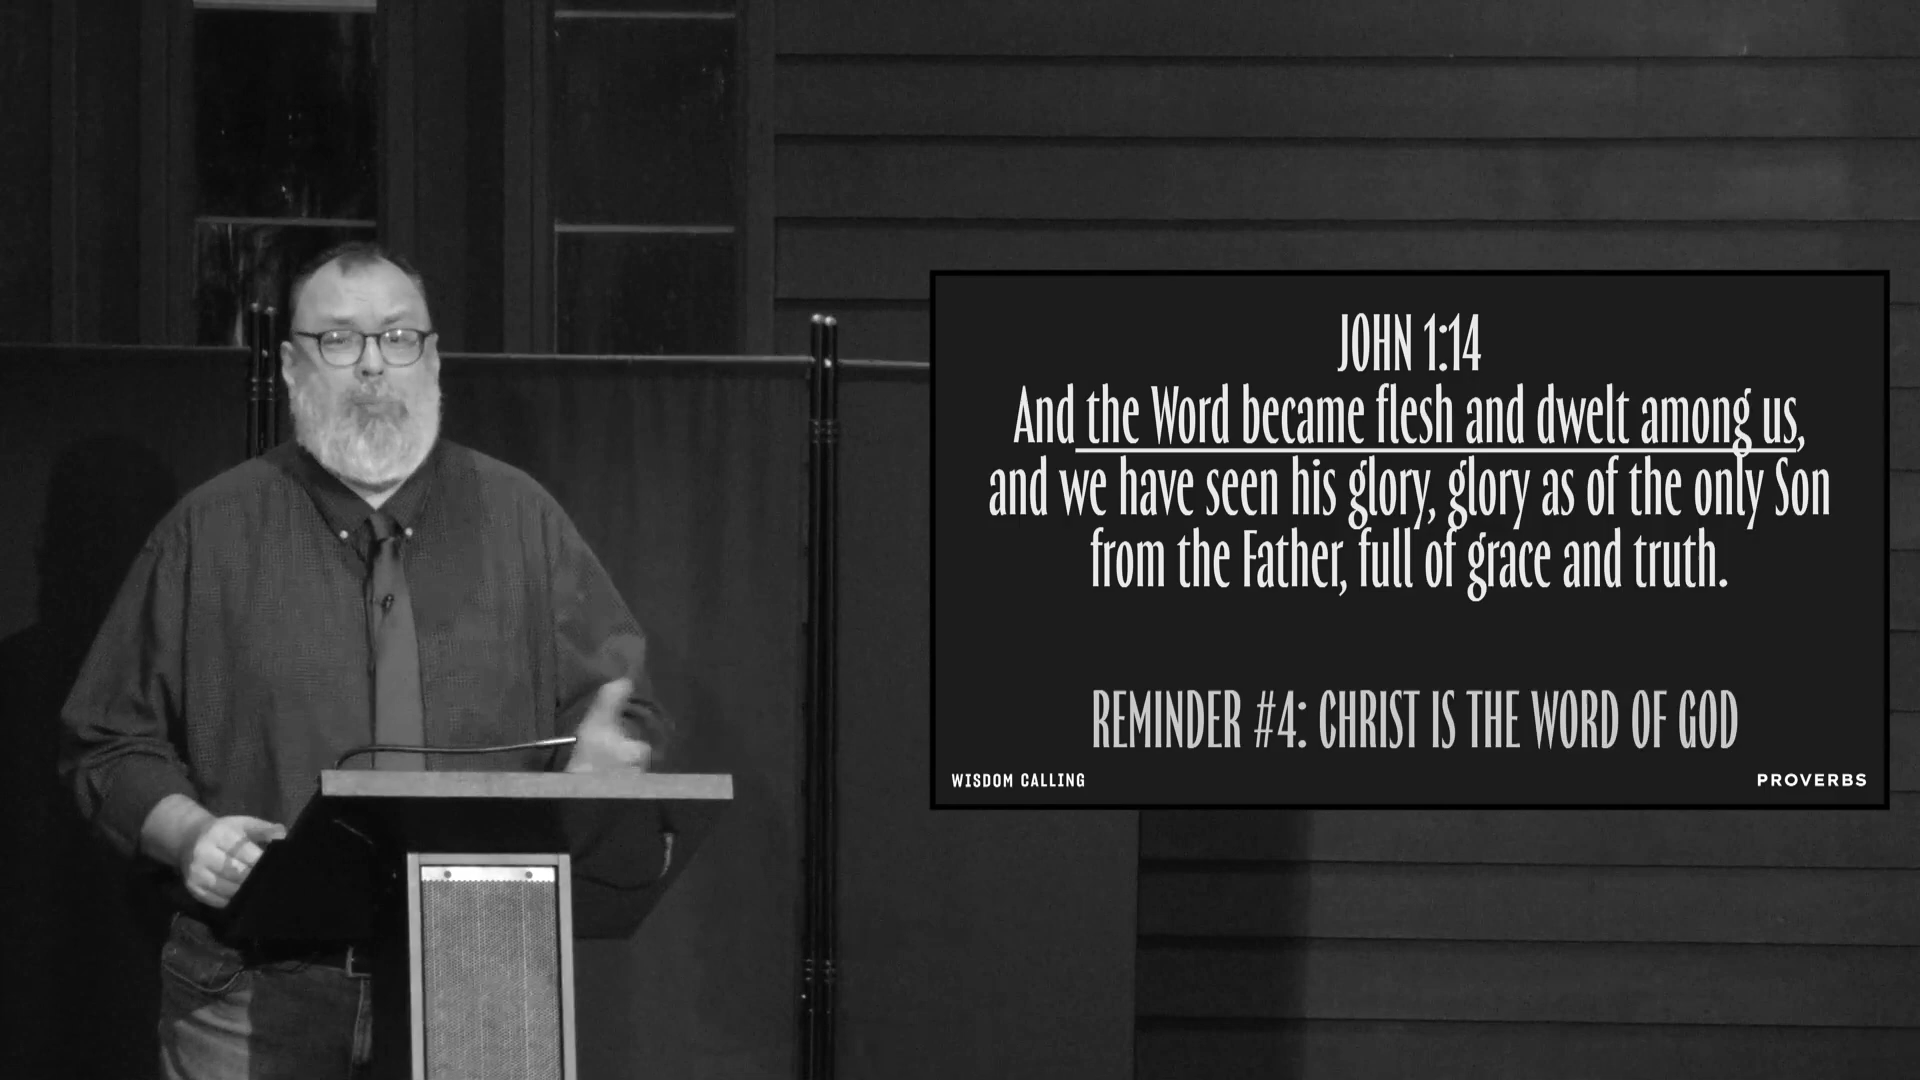 JOHN 1:14
And the Word became flesh and dwelt among us,
and we have seen his glory, glory as of the only Son
from the Father, full of grace and truth.
REMINDER #4: CHRIST IS THE WORD OF GOD
WISDOM CALLING
PROVERBS